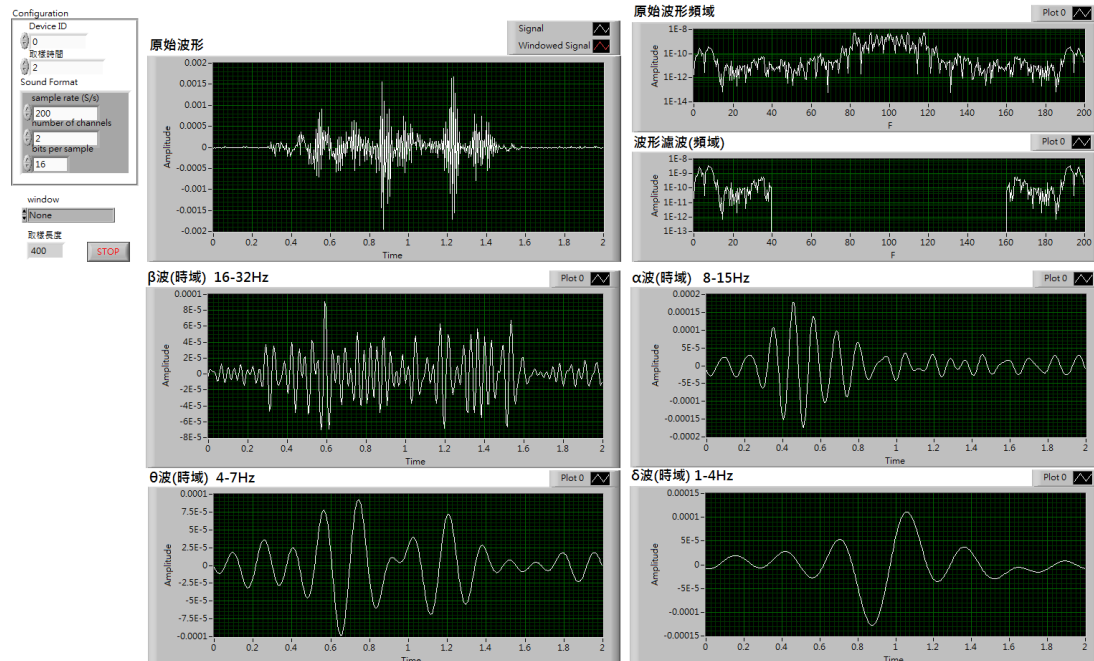 Configuration
Device ID
0
取樣時間
2
Sound Format
sample rate (S/s)
200
number of channels
2
bits per sample
16
window
None
取樣長度
400
STOP
原始波形
Signal
Windowed Signal
0.002
0.0015
0.001
0.0005
0
-0.0005
-0.001
-0.0015
-0.002
Amplitude
0 0.2 0.4 0.6 0.8 1 1.2 1.4 1.6 1.8 2
Time
原始波形頻域
Plot 0
1E-8
1E-10
1E-12
1E-14
Amplitude
0 20 40 60 80 100 120 140 160 180 200
F
波形濾波(頻域)
Plot 0
1E-8
1E-9
1E-10
1E-11
1E-12
1E-13
Amplitude
0 20 40 60 80 100 120 140 160 180 200
F
β波(時域) 16-32Hz
Plot 0
0.0001
8E-5
6E-5
4E-5
2E-5
0
-2E-5
-4E-5
-6E-5
-8E-5
Amplitude
0 0.2 0.4 0.6 0.8 1 1.2 1.4 1.6 1.8 2
Time
α波(時域) 8-15Hz
Plot 0
0.0002
0.00015
0.0001
5E-5
0
-5E-5
-0.0001
-0.00015
-0.0002
Amplitude
0 0.2 0.4 0.6 0.8 1 1.2 1.4 1.6 1.8 2
Time
θ波(時域) 4-7Hz
Plot 0
0.0001
7.5E-5
5E-5
2.5E-5
0
-2.5E-5
-5E-5
-7.5E-5
-0.0001
Amplitude
0 0.2 0.4 0.6 0.8 1 1.2 1.4 1.6 1.8 2
Time
δ波(時域) 1-4Hz
Plot 0
0.00015
0.0001
5E-5
0
-5E-5
-0.0001
-0.00015
Amplitude
0 0.2 0.4 0.6 0.8 1 1.2 1.4 1.6 1.8 2
Time